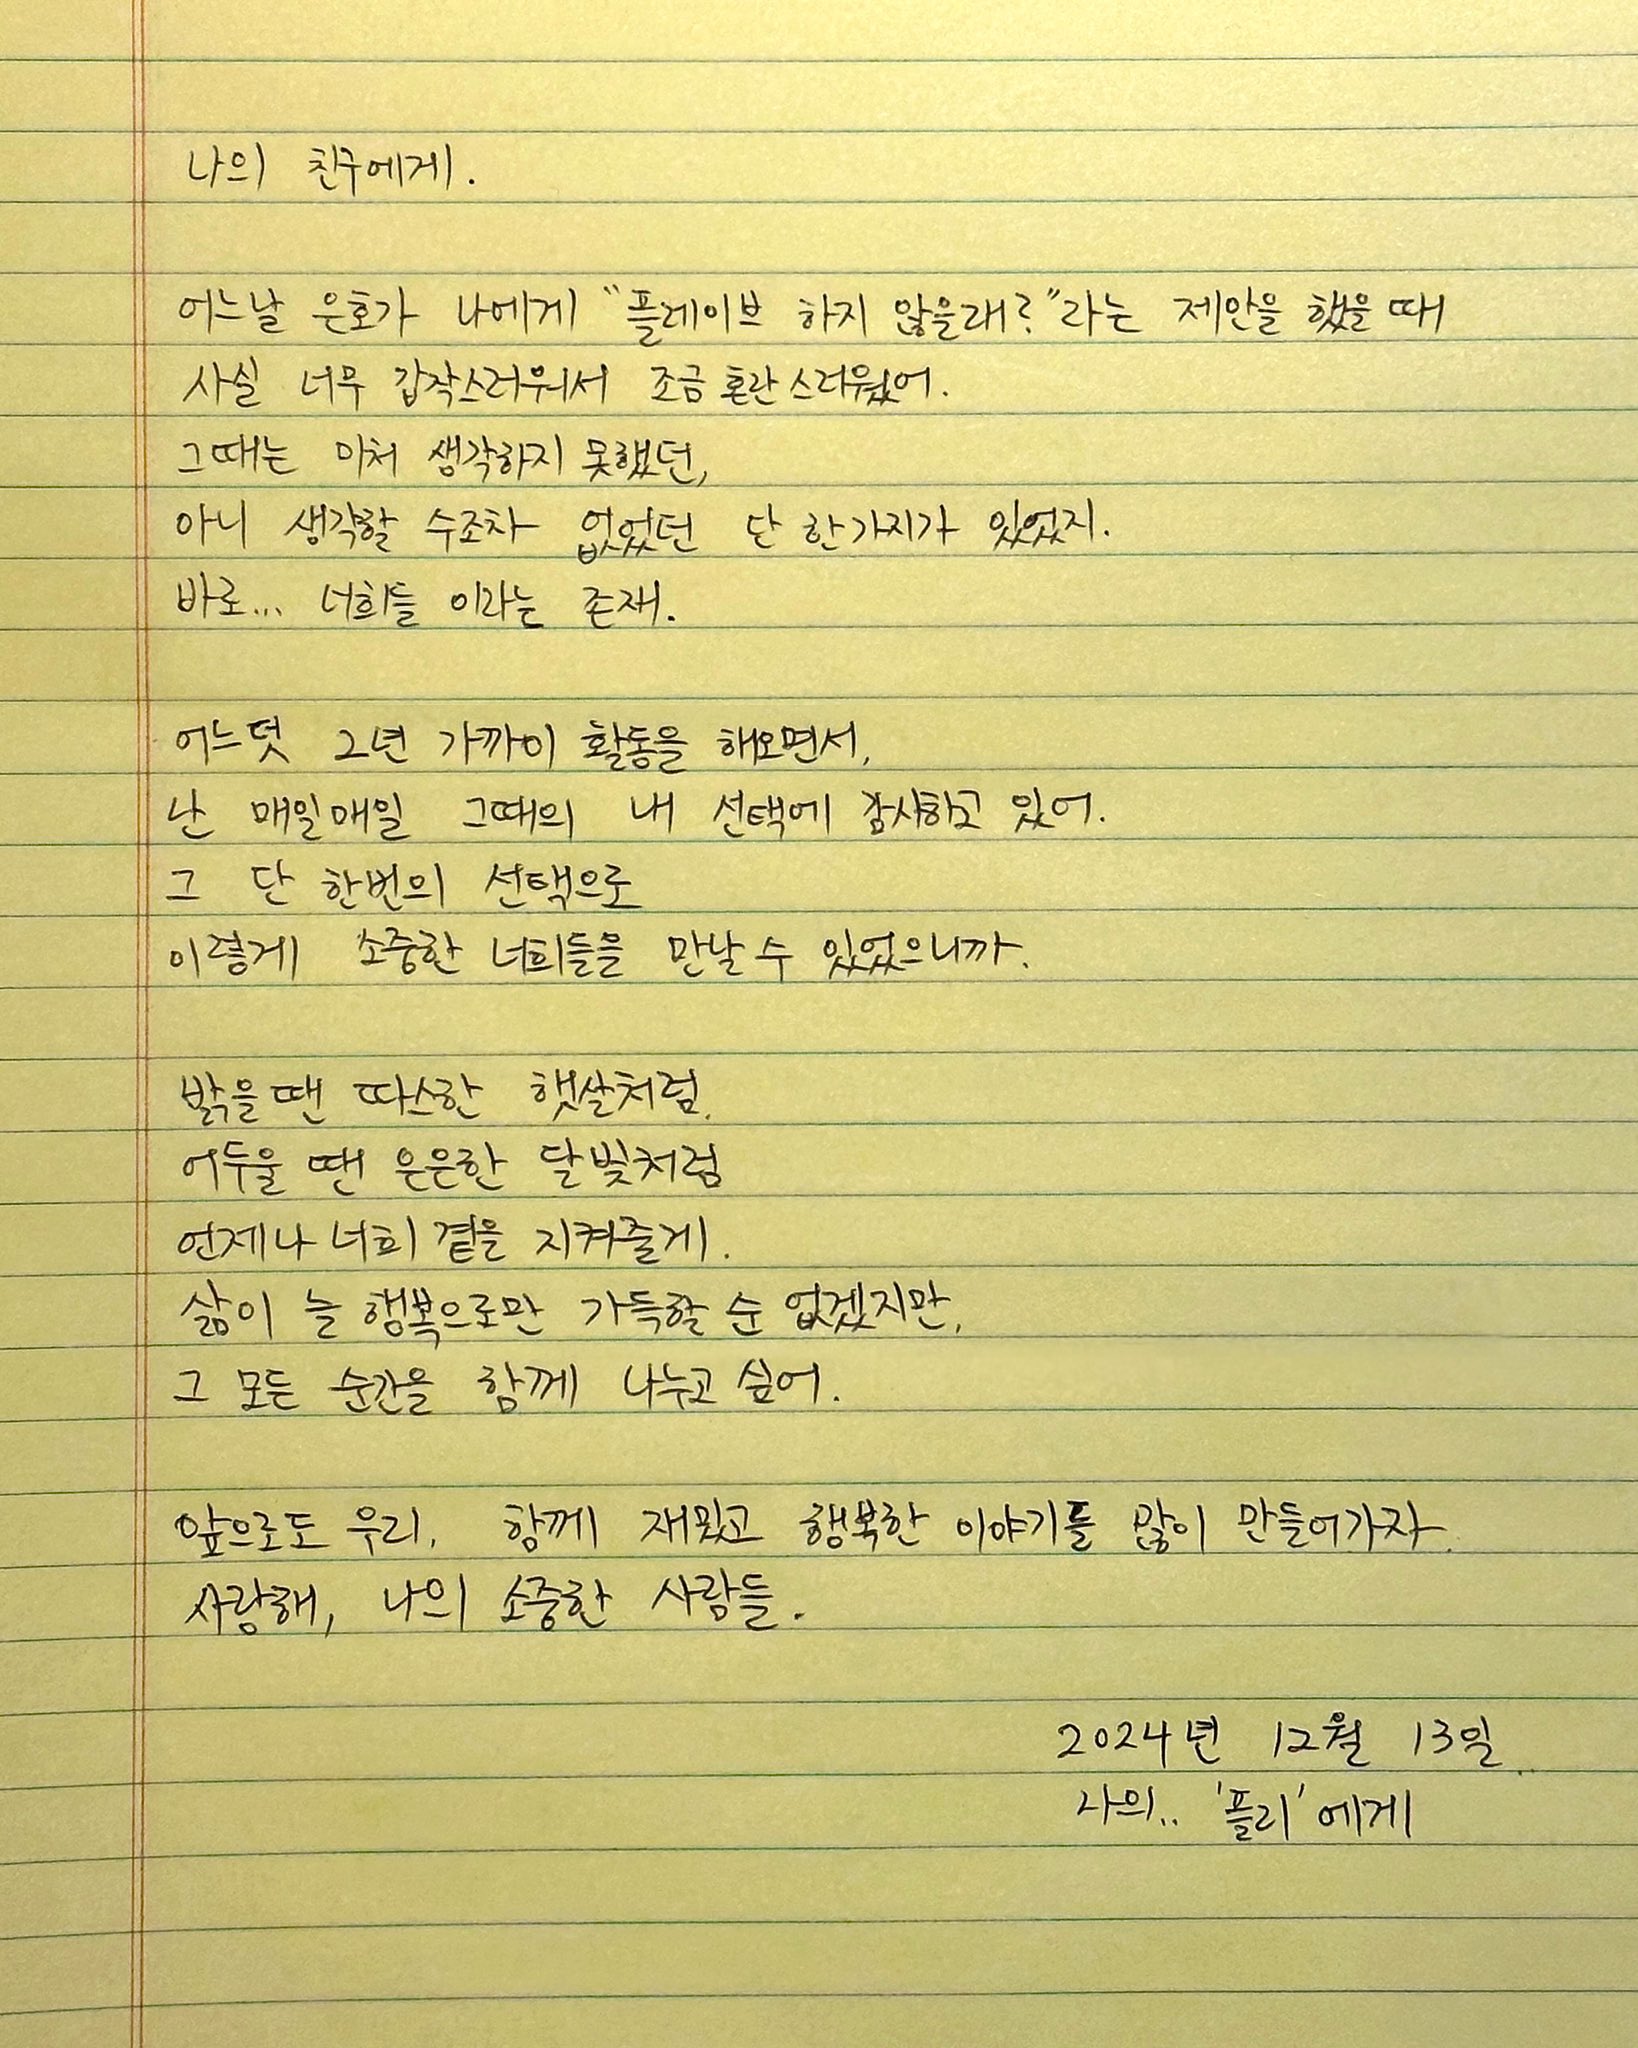 나의 친구에게.
어느날 은호가 나에게 "플레이브 하지 않을래?"라는 제안을 했을 때
사실 너무 갑작스러워서 조금 혼란스러웠어.
그때는 미처 생각하지 못했던,
아니 생각할 수조차 없었던 단 한가지가 있었지.
바로... 너희들 이라는 존재.
어느덧 2년 가까이 활동을 해오면서,
난 매일매일 그때의 내 선택에 감사하고 있어.
그 단 한번의 선택으로
이렇게 소중한 너희들을 만날 수 있었으니까.
밝을 땐 따스한 햇살처럼,
어두울 땐 은은한 달빛처럼
언제나 너희 곁을 지켜줄게.
삶이 늘 행복으로만 가득할 순 없겠지만,
그 모든 순간을 함께 나누고 싶어.
앞으로도 우리, 함께 재밌고 행복한 이야기를 많이 만들어가자.
사랑해, 나의 소중한 사람들.
2024년 12월 13일.
나의.. '플리'에게